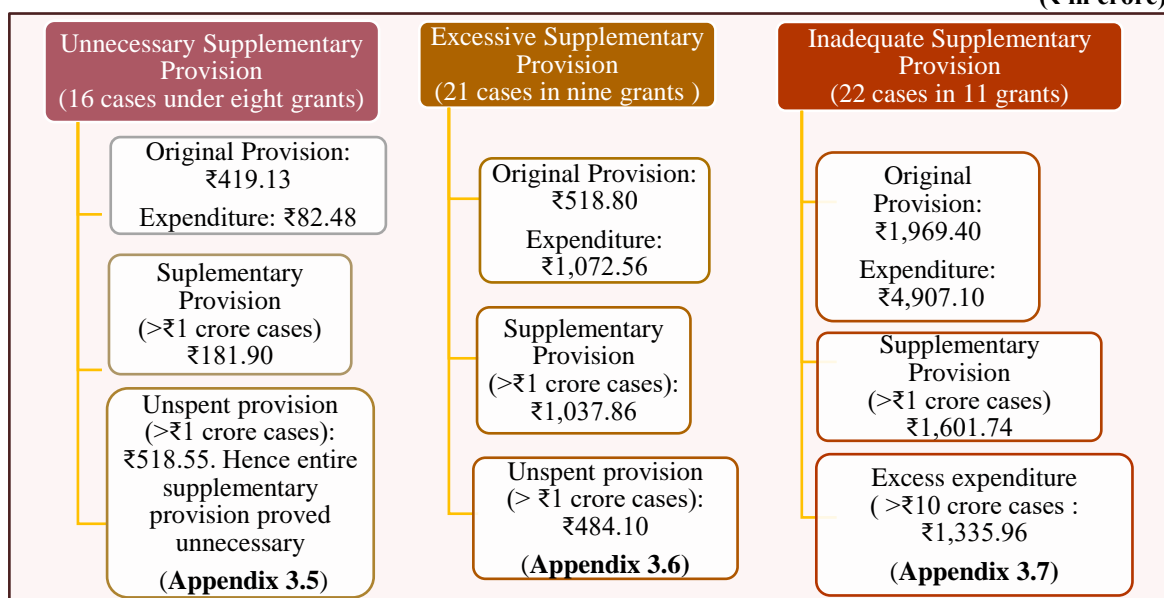 (₹ in crore)
Unnecessary Supplementary
Provision
(16 cases under eight grants)
Original Provision:
₹419.13
Expenditure: ₹82.48
Suplementary
Provision
(>₹1 crore cases)
₹181.90
Unspent provision
(>₹1 crore cases):
₹518.55. Hence entire
supplementary
provision proved
unnecessary
(Appendix 3.5)
Excessive Supplementary
Provision
(21 cases in nine grants )
Original Provision:
₹518.80
Expenditure:
₹1,072.56
Supplementary
Provision
(>₹1 crore cases):
₹1,037.86
Unspent provision
(> ₹1 crore cases):
₹484.10
(Appendix 3.6)
Inadequate Supplementary
Provision
(22 cases in 11 grants)
Original
Provision:
₹1,969.40
Expenditure:
₹4,907.10
Supplementary
Provision
(>₹1 crore cases)
₹1,601.74
Excess expenditure
( >₹10 crore cases :
₹1,335.96
(Appendix 3.7)